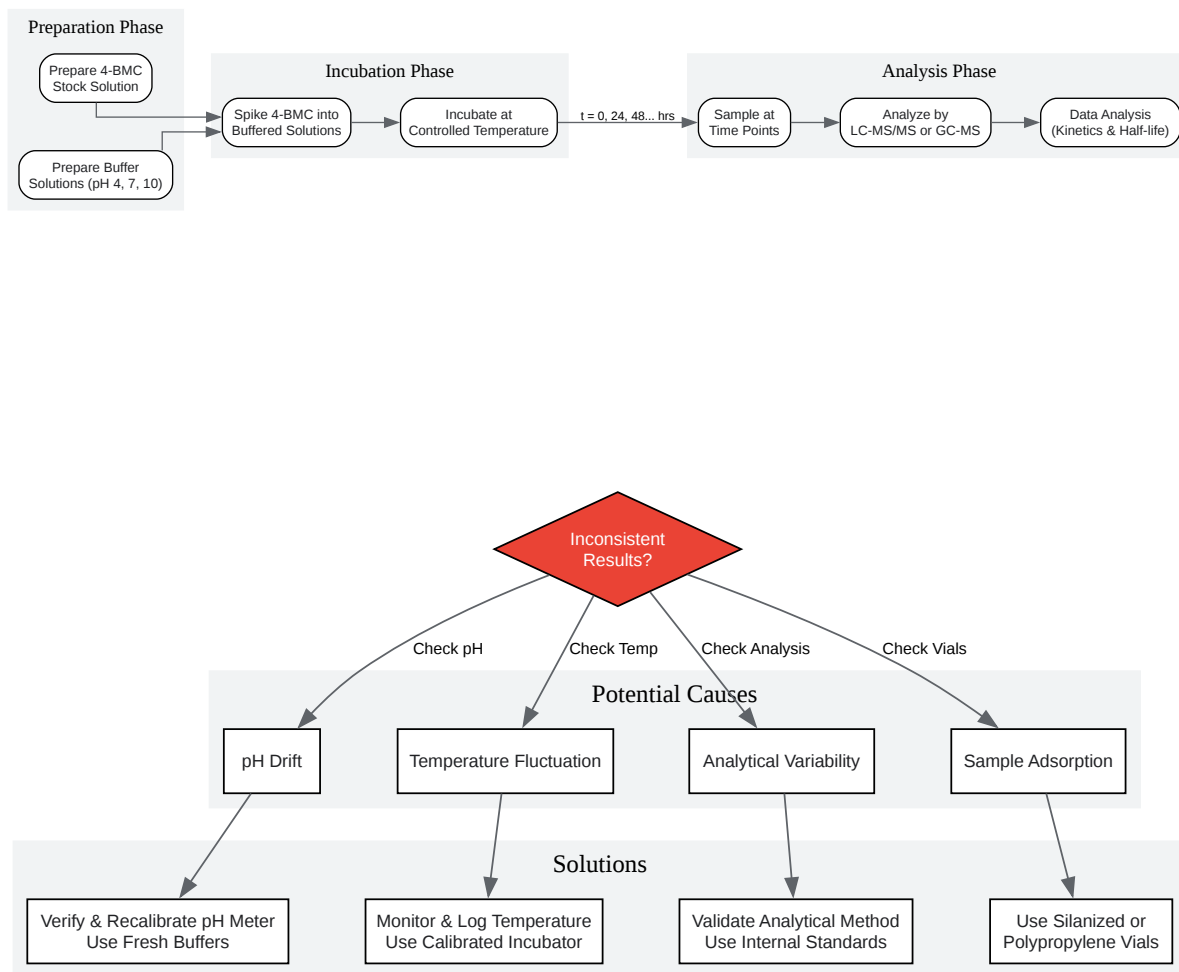 Preparation Phase
Prepare 4-BMC
Stock Solution
Prepare Buffer
Solutions (pH 4, 7, 10)
Incubation Phase
Spike 4-BMC into
Buffered Solutions
Incubate at
Controlled Temperature
t = 0, 24, 48... hrs
Analysis Phase
Sample at
Time Points
Analyze by
LC-MS/MS or GC-MS
Data Analysis
(Kinetics & Half-life)
Inconsistent
Results?
Check pH
Check Temp
Check Analysis
Check Vials
Potential Causes
pH Drift
Temperature Fluctuation
Analytical Variability
Sample Adsorption
Solutions
Verify & Recalibrate pH Meter
Use Fresh Buffers
Monitor & Log Temperature
Use Calibrated Incubator
Validate Analytical Method
Use Internal Standards
Use Silanized or
Polypropylene Vials